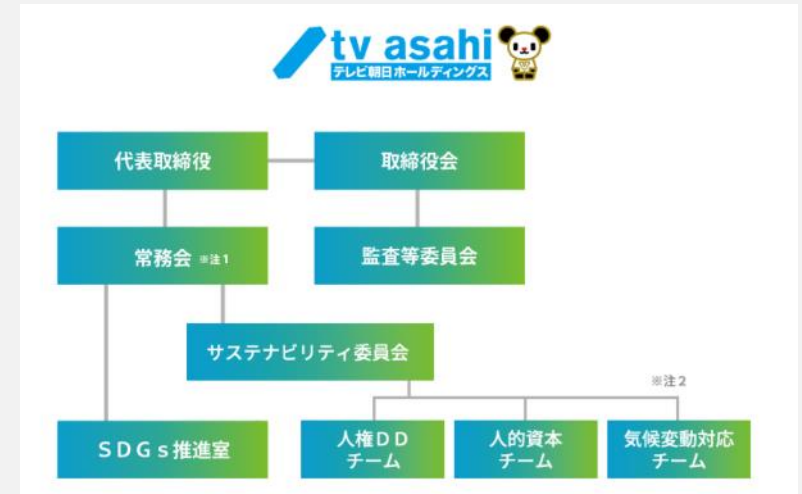 tv asahi
テレビ朝日ホールディングス
代表取締役
取締役会
常務会 ※注1
監査等委員会
サステナビリティ委員会
※注2
SDGs推進室
人権DD
チーム
人的資本
チーム
気候変動対応
チーム